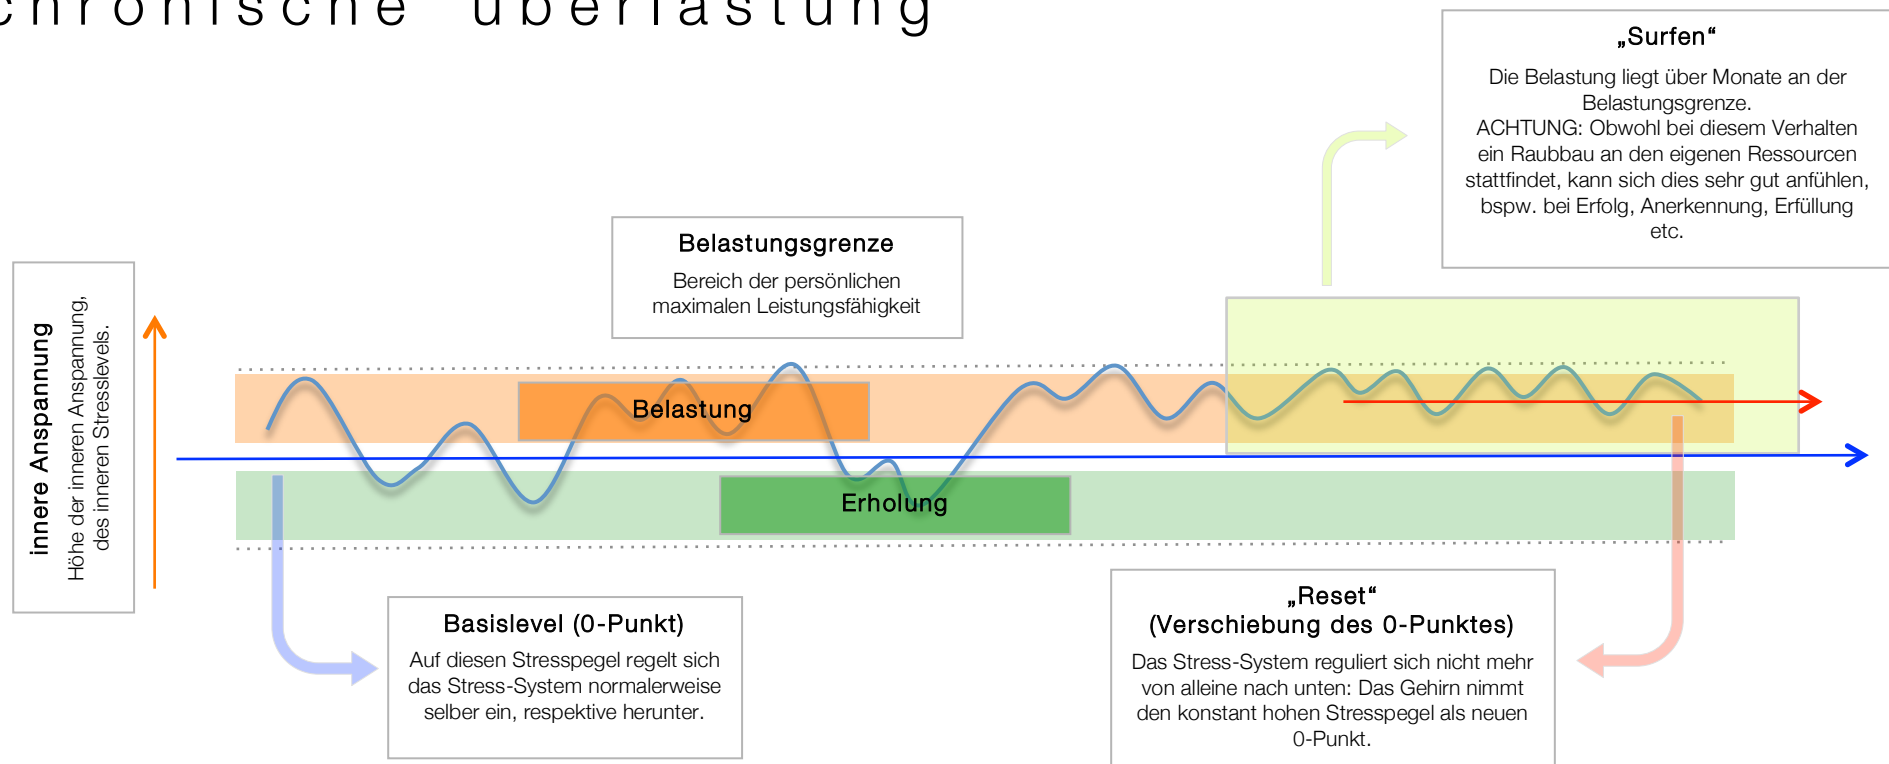 chronische überlastung
„Surfen“
Die Belastung liegt über Monate an der
Belastungsgrenze.
ACHTUNG: Obwohl bei diesem Verhalten
ein Raubbau an den eigenen Ressourcen
stattfindet, kann sich dies sehr gut anfühlen,
bspw. bei Erfolg, Anerkennung, Erfüllung
etc.
Belastungsgrenze
Bereich der persönlichen
maximalen Leistungsfähigkeit
innere Anspannung
Höhe der inneren Anspannung,
des inneren Stresslevels.
Belastung
Erholung
Basislevel (0-Punkt)
Auf diesen Stresspegel regelt sich
das Stress-System normalerweise
selber ein, respektive herunter.
„Reset“
(Verschiebung des 0-Punktes)
Das Stress-System reguliert sich nicht mehr
von alleine nach unten: Das Gehirn nimmt
den konstant hohen Stresspegel als neuen
0-Punkt.